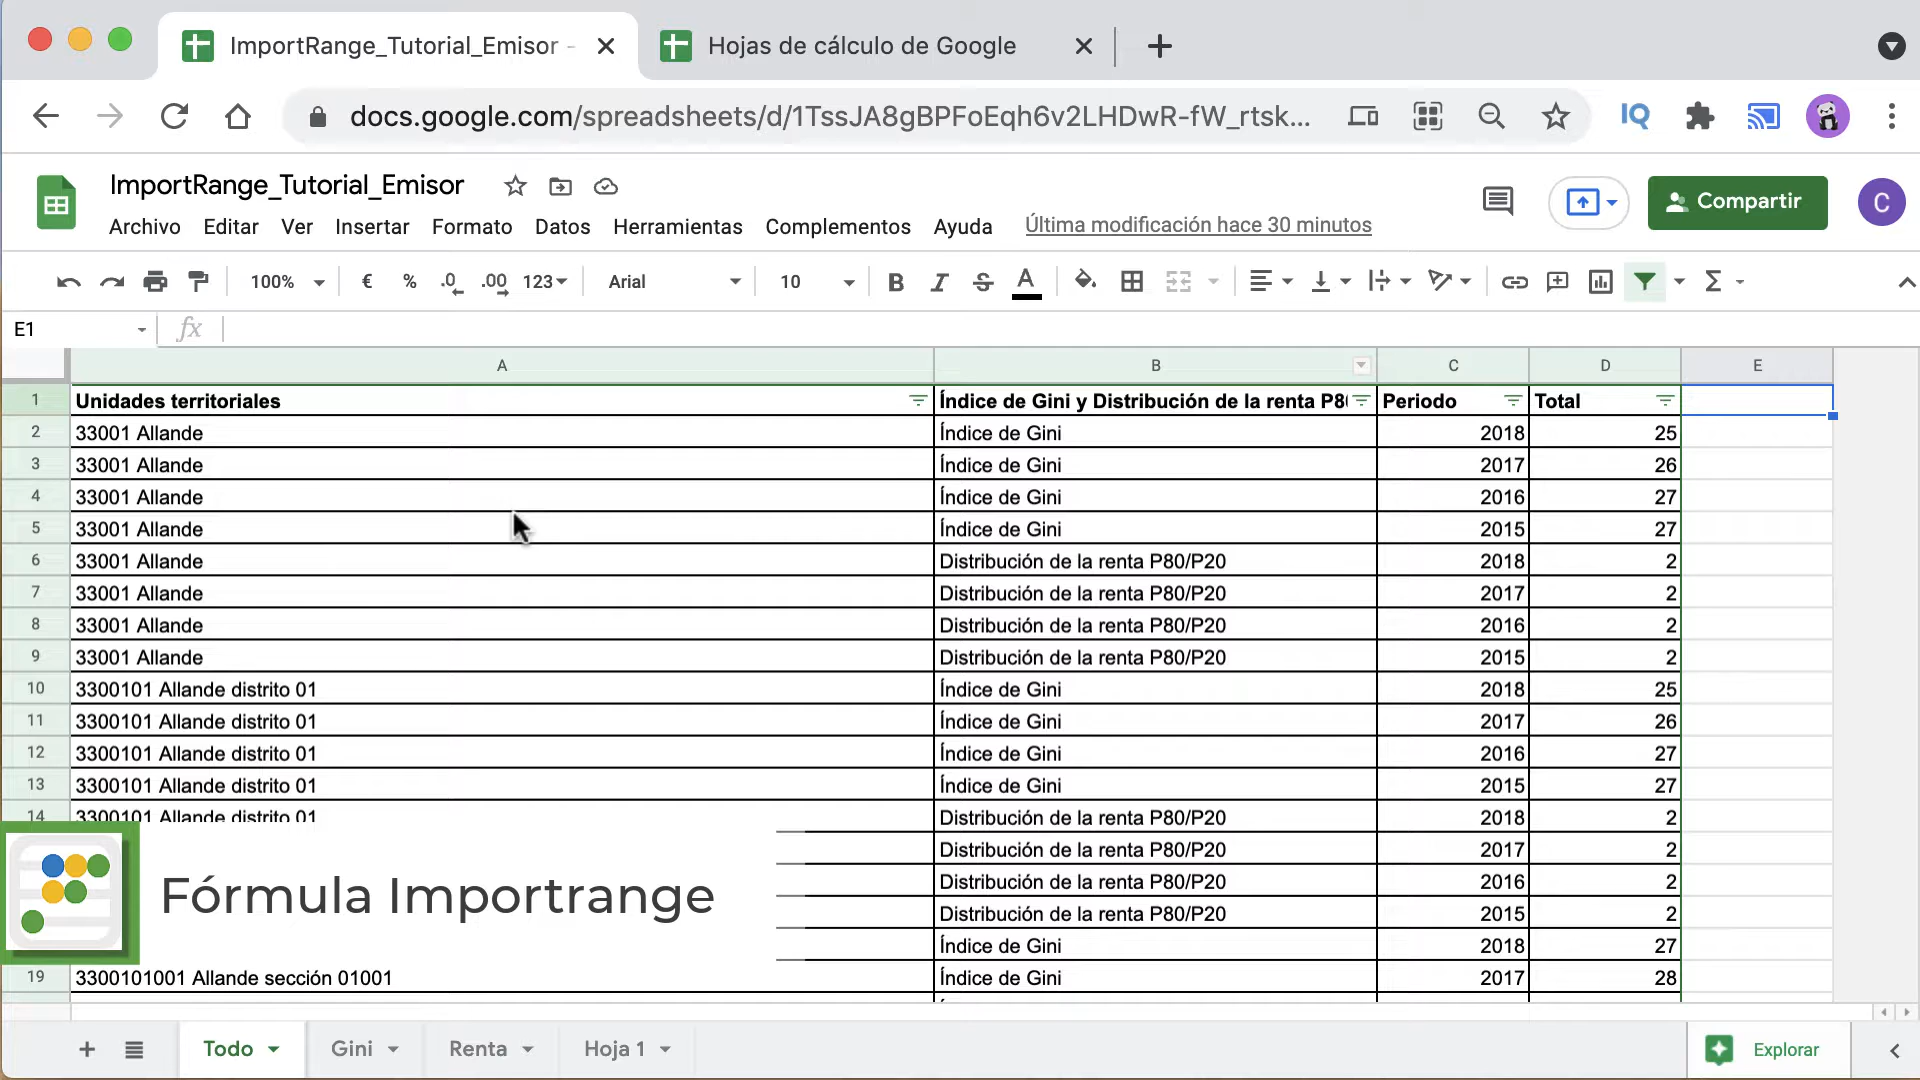 ImportRange_Tutorial_Emisor -
Hojas de cálculo de Google
docs.google.com/spreadsheets/d/1TssJA8gBPFoEqh6v2LHDwR-fW_rtsk...
IQ
ImportRange_Tutorial_Emisor
Archivo Editar Ver Insertar Formato Datos Herramientas Complementos Ayuda Última modificación hace 30 minutos
Compartir
C
100% € % .0 .00 123 Arial 10 B I S A Σ
E1 fx
A B C D E
1 Unidades territoriales Índice de Gini y Distribución de la renta P80 Periodo Total
2 33001 Allande Índice de Gini 2018 25
3 33001 Allande Índice de Gini 2017 26
4 33001 Allande Índice de Gini 2016 27
5 33001 Allande Índice de Gini 2015 27
6 33001 Allande Distribución de la renta P80/P20 2018 2
7 33001 Allande Distribución de la renta P80/P20 2017 2
8 33001 Allande Distribución de la renta P80/P20 2016 2
9 33001 Allande Distribución de la renta P80/P20 2015 2
10 3300101 Allande distrito 01 Índice de Gini 2018 25
11 3300101 Allande distrito 01 Índice de Gini 2017 26
12 3300101 Allande distrito 01 Índice de Gini 2016 27
13 3300101 Allande distrito 01 Índice de Gini 2015 27
14 3300101 Allande distrito 01 Distribución de la renta P80/P20 2018 2
Distribución de la renta P80/P20 2017 2
Distribución de la renta P80/P20 2016 2
Distribución de la renta P80/P20 2015 2
Índice de Gini 2018 27
Fórmula Importrange
19 3300101001 Allande sección 01001 Índice de Gini 2017 28
Todo Gini Renta Hoja 1 Explorar